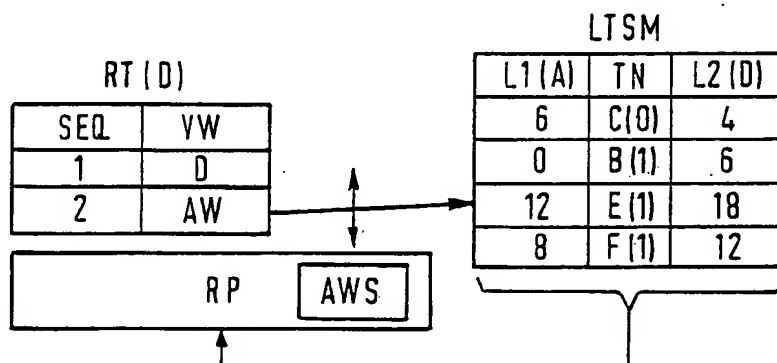 RT (D)
SEQ VW
1 D
2 AW
RP AWS
LTSM
L1 (A) TN L2 (D)
6 C(0) 4
0 B(1) 6
12 E(1) 18
8 F(1) 12